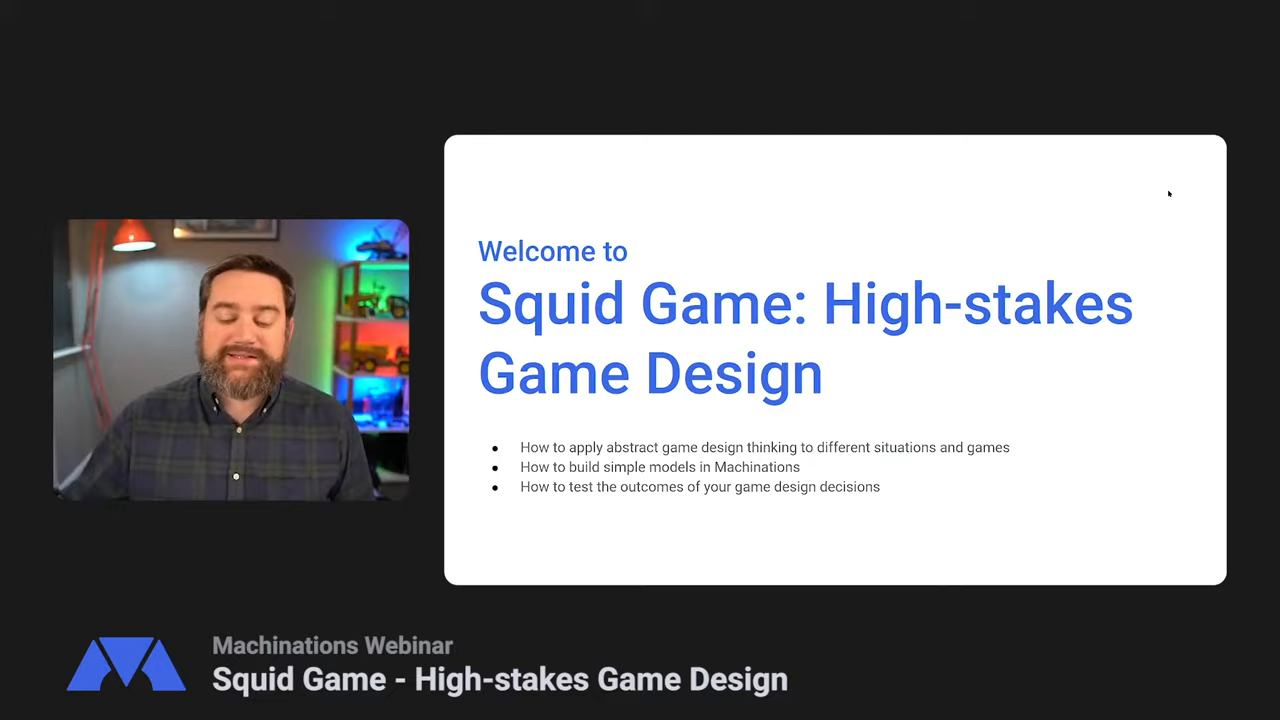 Welcome to
Squid Game: High-stakes
Game Design
● How to apply abstract game design thinking to different situations and games
● How to build simple models in Machinations
● How to test the outcomes of your game design decisions
Machinations Webinar
Squid Game - High-stakes Game Design